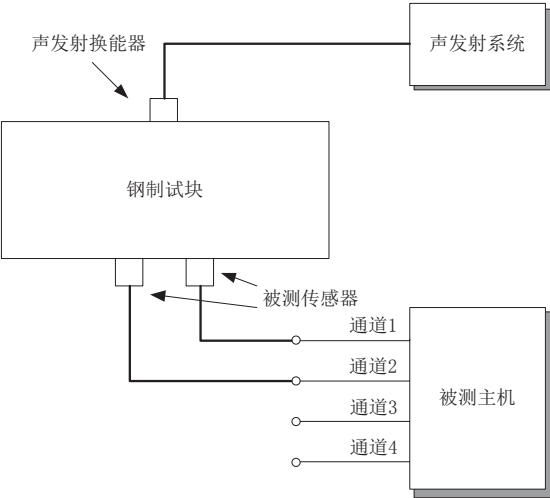 声发射换能器
声发射系统
钢制试块
被测传感器
通道1
通道2
通道3
通道4
被测主机